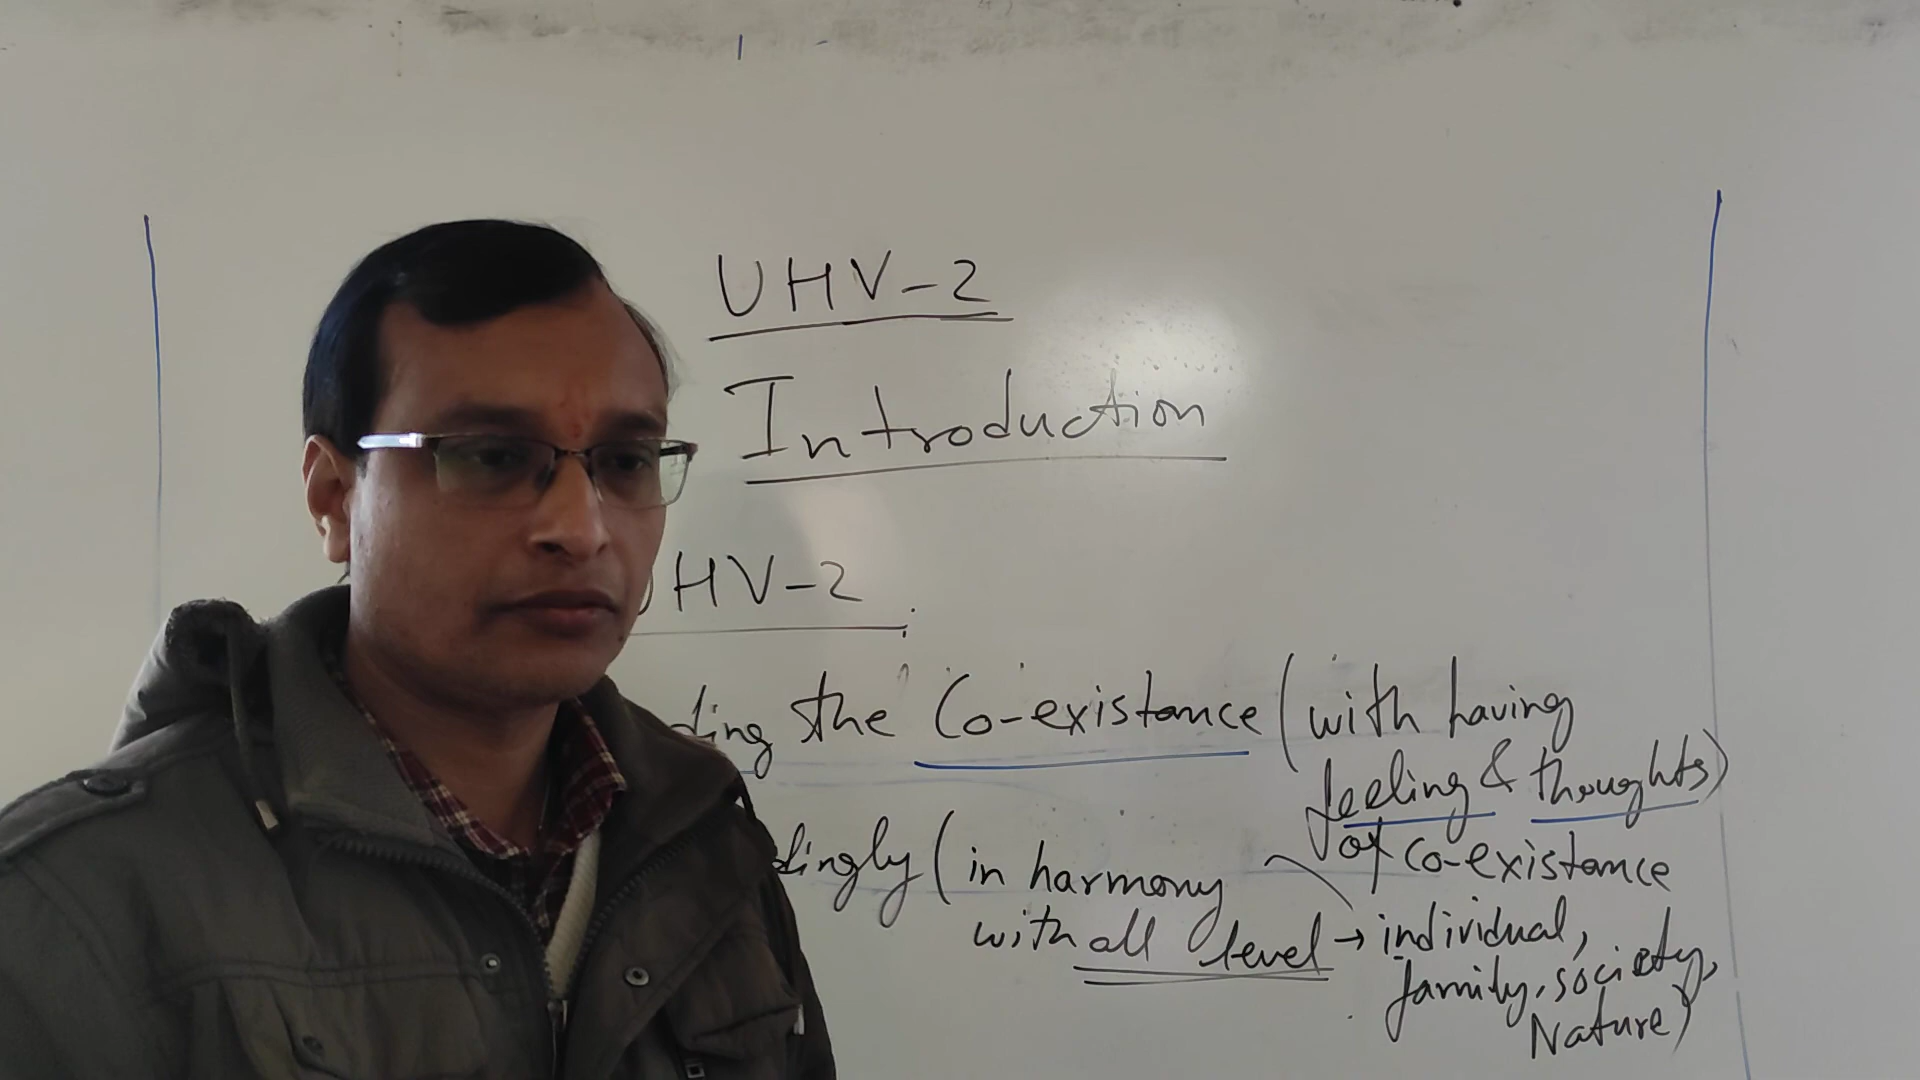 UHV-2
Introduction
UHV-2
the Co-existance (with having
feeling & thoughts)
of co-existance
(in harmony
with all level → individual,
family, society,
Nature)